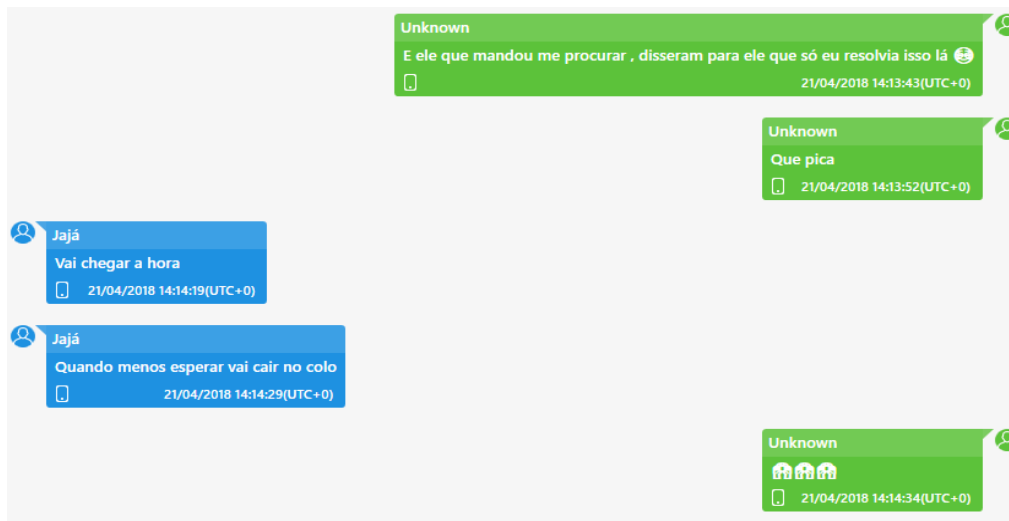 Unknown
E ele que mandou me procurar , disseram para ele que só eu resolvia isso lá
21/04/2018 14:13:43(UTC+0)
Unknown
Que pica
21/04/2018 14:13:52(UTC+0)
Jajá
Vai chegar a hora
21/04/2018 14:14:19(UTC+0)
Jajá
Quando menos esperar vai cair no colo
21/04/2018 14:14:29(UTC+0)
Unknown
21/04/2018 14:14:34(UTC+0)